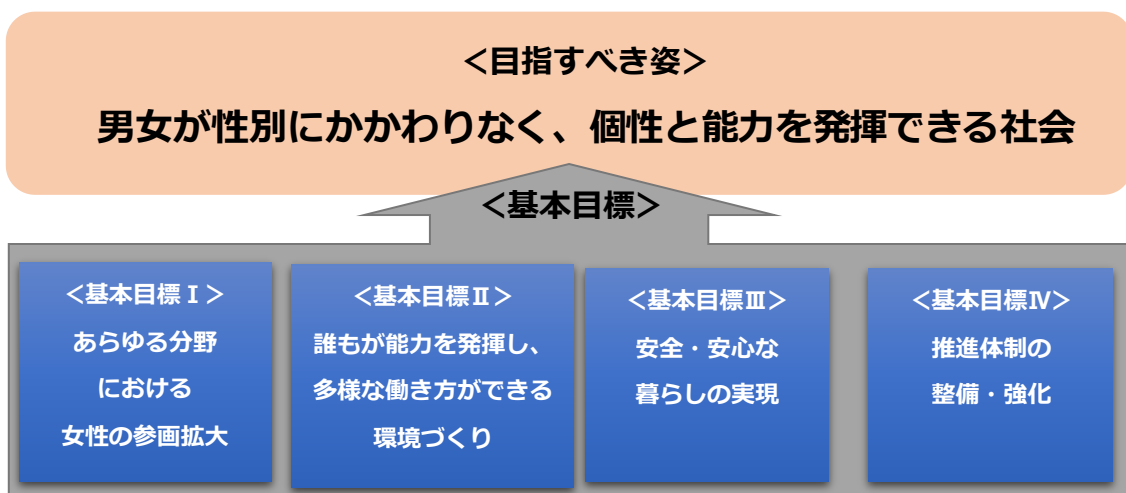 ＜目指すべき姿＞
男女が性別にかかわりなく、個性と能力を発揮できる社会
＜基本目標＞
＜基本目標Ⅰ＞
あらゆる分野
における
女性の参画拡大
＜基本目標Ⅱ＞
誰もが能力を発揮し、
多様な働き方ができる
環境づくり
＜基本目標Ⅲ＞
安全・安心な
暮らしの実現
＜基本目標Ⅳ＞
推進体制の
整備・強化